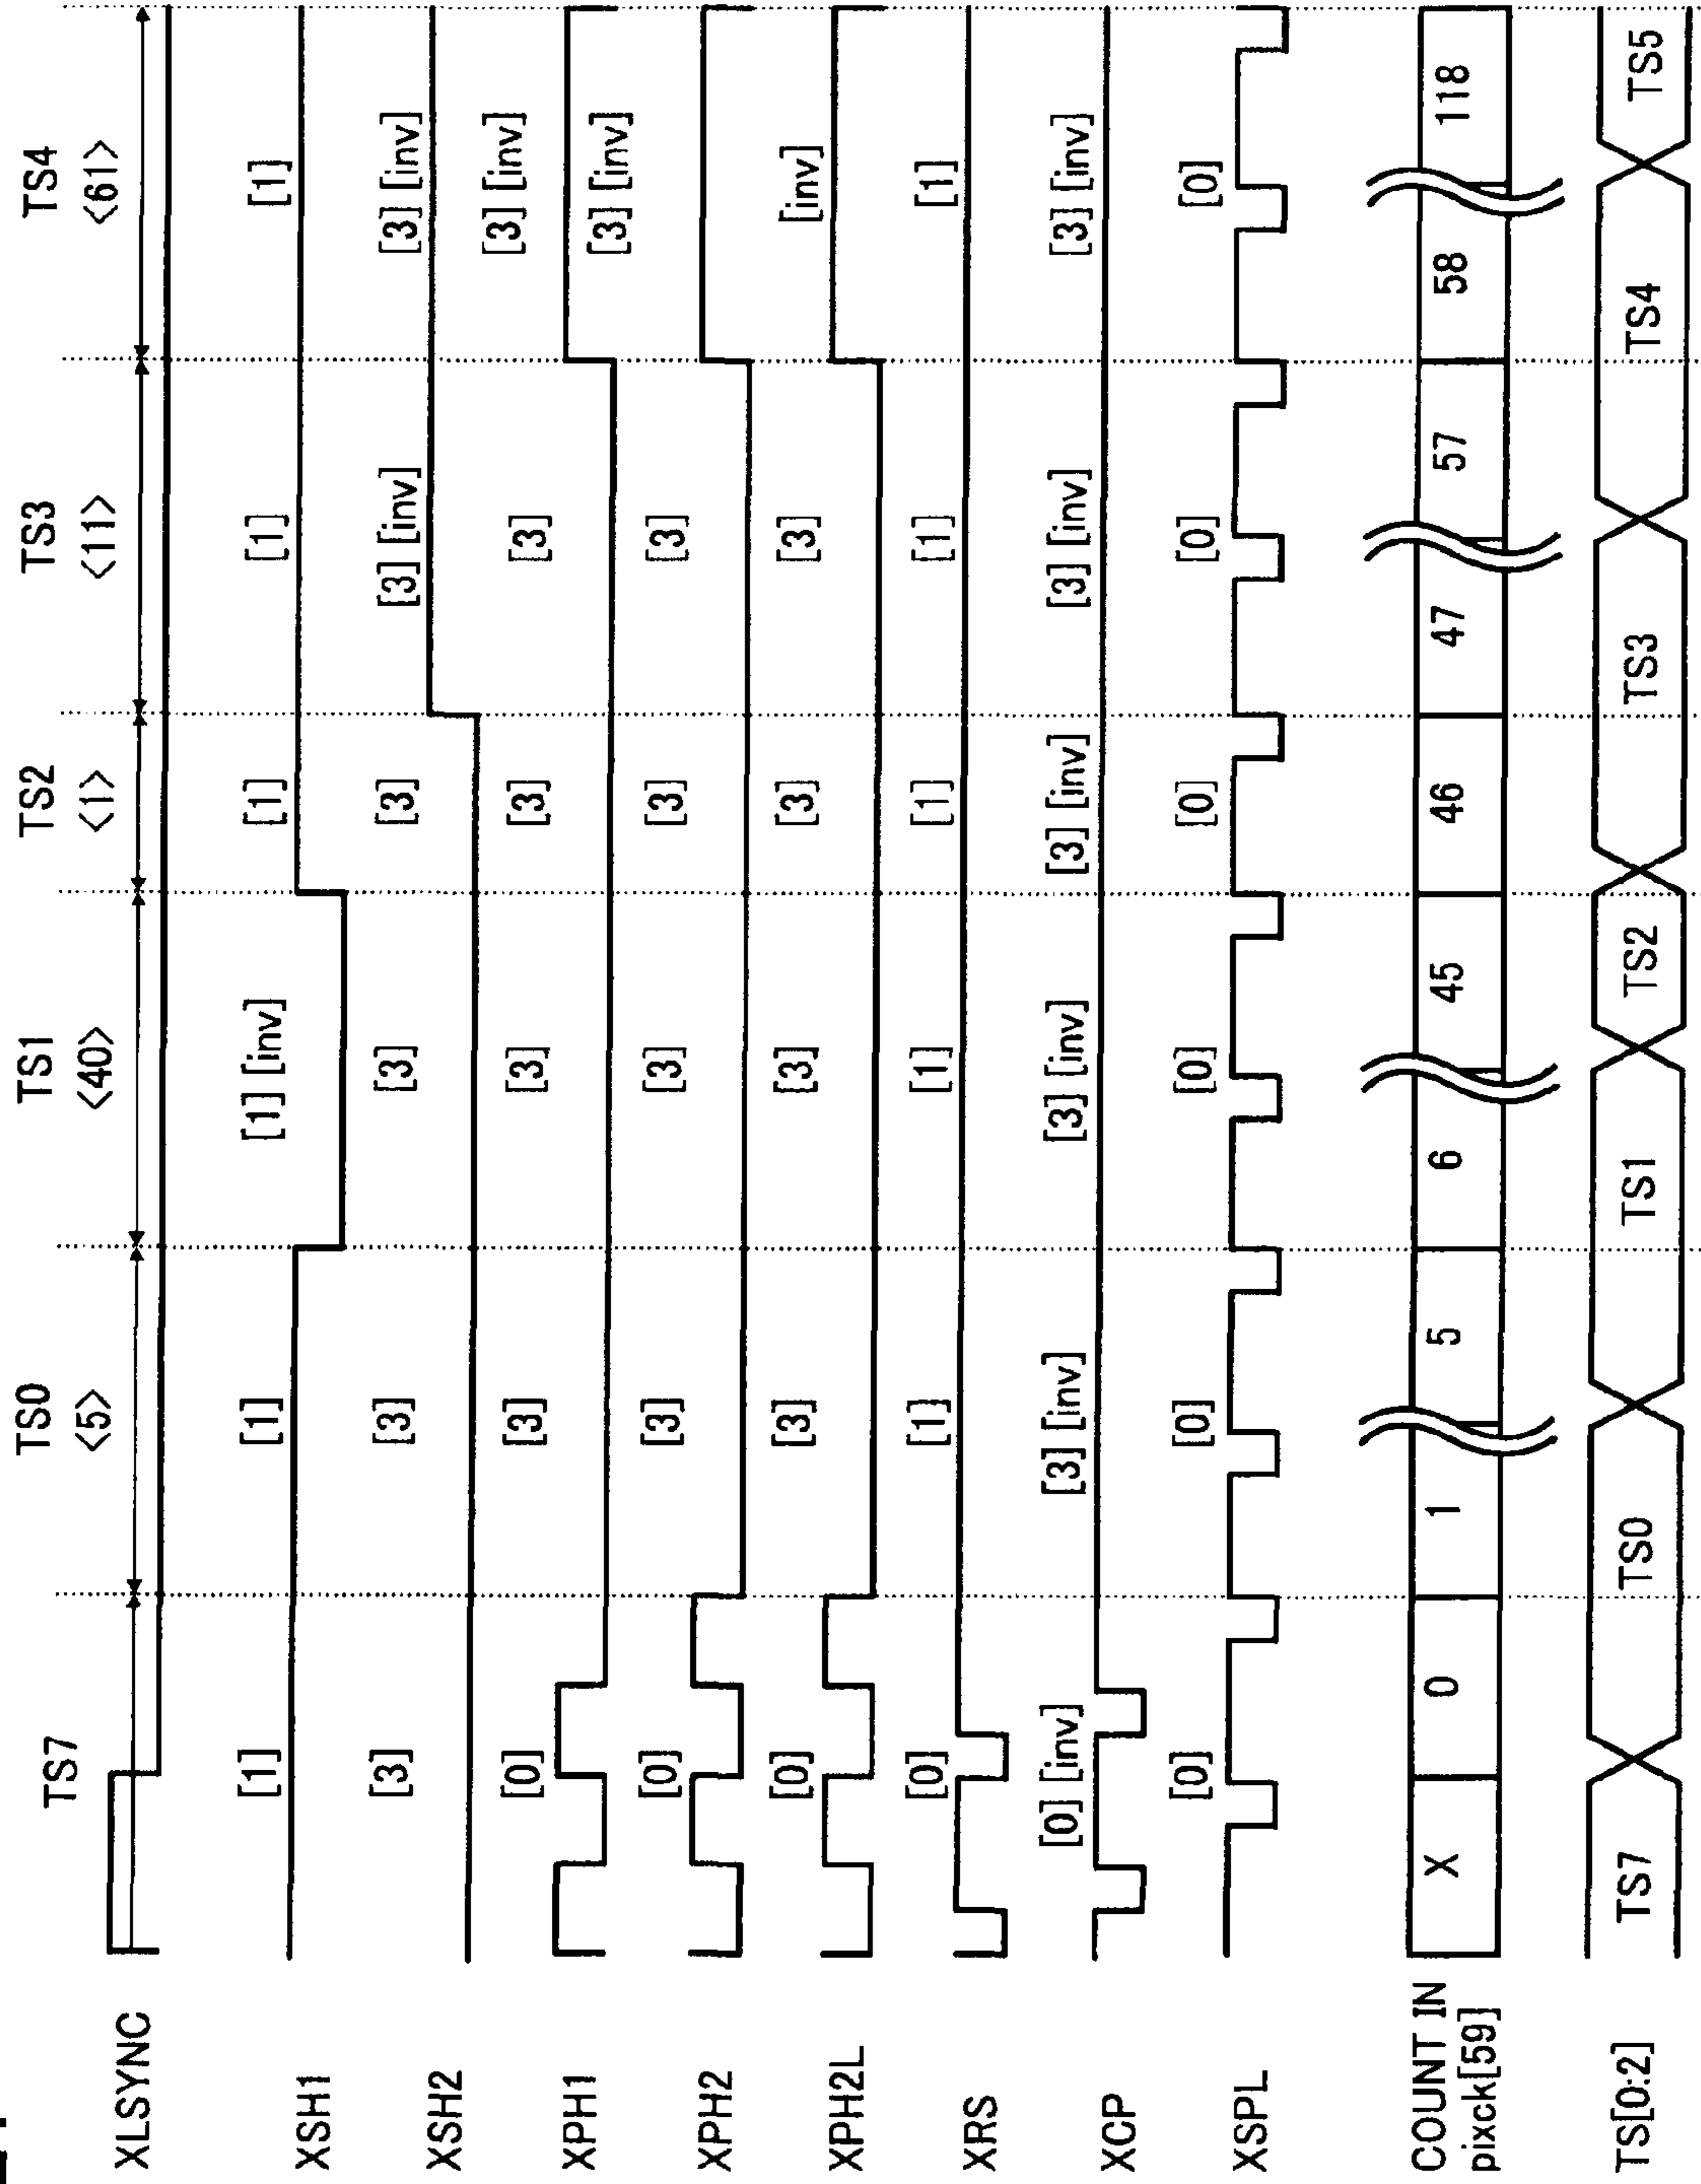 TS7 TS0 TS1 TS2 TS3 TS4
<5> <40> <1> <11> <61>
XLSYNC
XSH1 [1] [1] [1] [inv] [1] [1] [1]
XSH2 [3] [3] [3] [3] [3] [inv] [3] [inv]
XPH1 [0] [3] [3] [3] [3] [3] [inv]
XPH2 [0] [3] [3] [3] [3] [3] [inv]
XPH2L [0] [3] [3] [3] [3] [inv]
XRS [0] [1] [1] [1] [1] [1]
XCP [0] [inv] [3] [inv] [3] [inv] [3] [inv] [3] [inv] [3] [inv]
XSPL [0] [0] [0] [0] [0] [0]
COUNT IN
pixck[59] X 0 1 5 6 45 46 47 57 58 118
TS[0:2] TS7 TS0 TS1 TS2 TS3 TS4 TS5